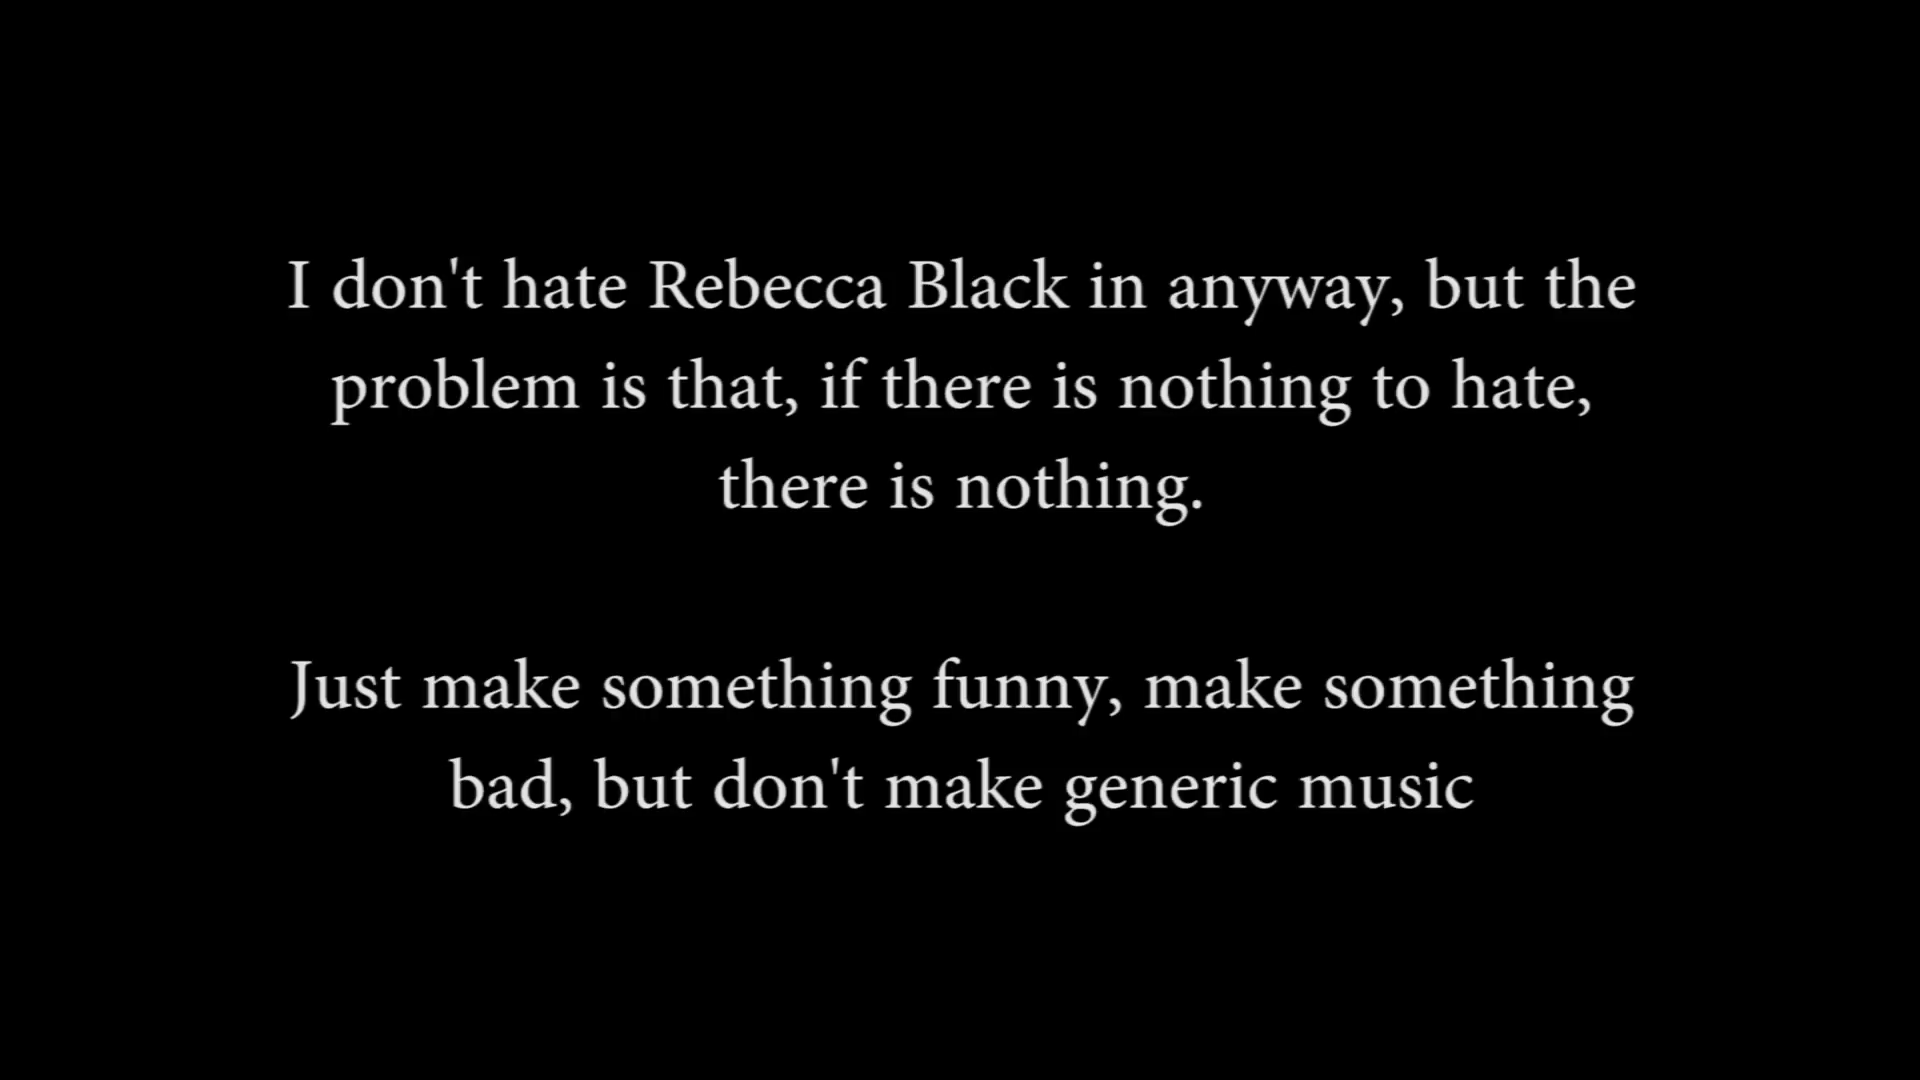 I don't hate Rebecca Black in anyway, but the
problem is that, if there is nothing to hate,
there is nothing.
Just make something funny, make something
bad, but don't make generic music